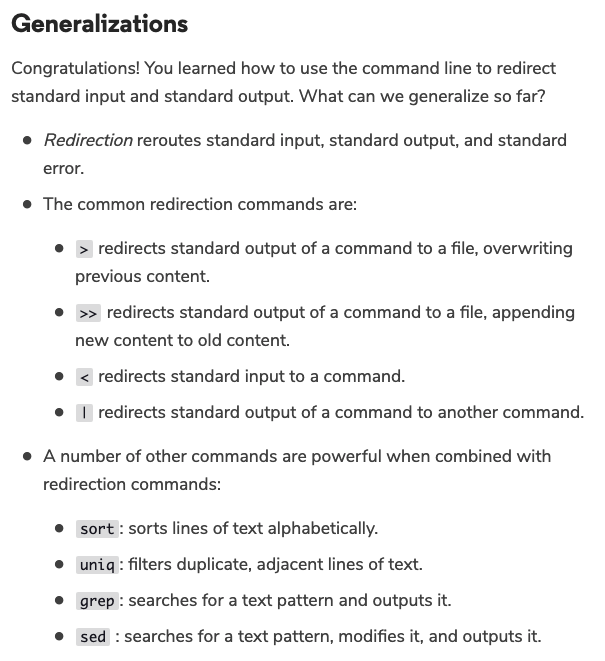 Generalizations
Congratulations! You learned how to use the command line to redirect
standard input and standard output. What can we generalize so far?
• Redirection reroutes standard input, standard output, and standard
error.
• The common redirection commands are:
• > redirects standard output of a command to a file, overwriting
previous content.
• >> redirects standard output of a command to a file, appending
new content to old content.
• < redirects standard input to a command.
• | redirects standard output of a command to another command.
• A number of other commands are powerful when combined with
redirection commands:
• sort: sorts lines of text alphabetically.
• uniq: filters duplicate, adjacent lines of text.
• grep: searches for a text pattern and outputs it.
• sed : searches for a text pattern, modifies it, and outputs it.